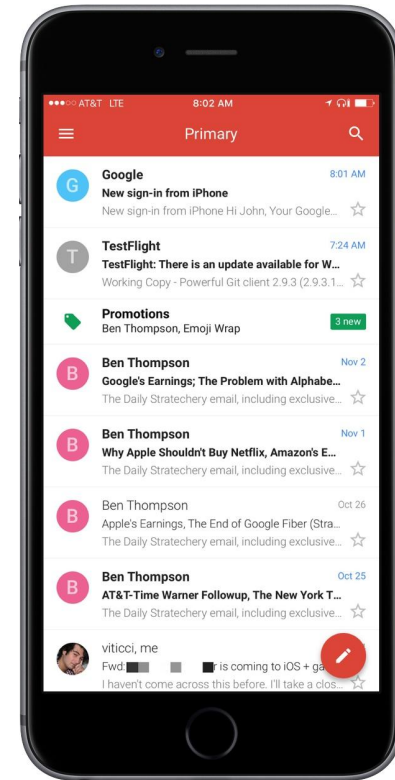 AT&T LTE 8:02 AM
Primary
G
Google 8:01 AM
New sign-in from iPhone
New sign-in from iPhone Hi John, Your Google...
T
TestFlight 7:24 AM
TestFlight: There is an update available for W...
Working Copy - Powerful Git client 2.9.3 (2.9.3.1...
Promotions
Ben Thompson, Emoji Wrap
3 new
B
Ben Thompson Nov 2
Google's Earnings; The Problem with Alphabe...
The Daily Stratechery email, including exclusive...
B
Ben Thompson Nov 1
Why Apple Shouldn't Buy Netflix, Amazon's E...
The Daily Stratechery email, including exclusive...
B
Ben Thompson Oct 26
Apple's Earnings, The End of Google Fiber (Stra...
The Daily Stratechery email, including exclusive...
B
Ben Thompson Oct 25
AT&T-Time Warner Followup, The New York T...
The Daily Stratechery email, including exclusive...
viticci, me
Fwd: r is coming to iOS + ga
I haven't come across this before. I'll take a clos...